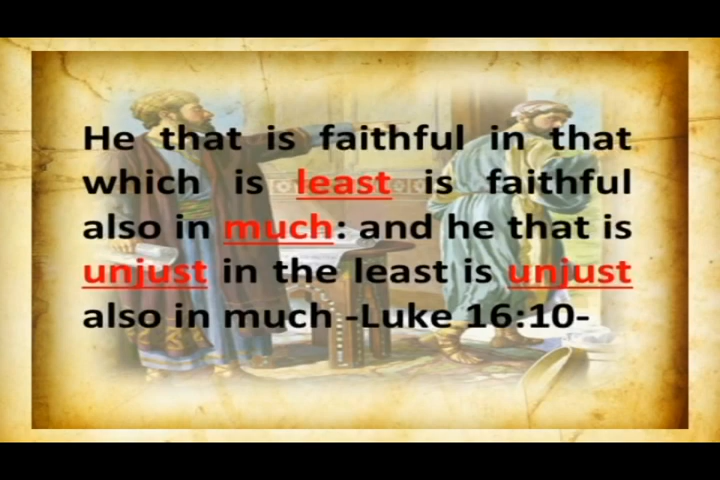 He that is faithful in that
which is least is faithful
also in much: and he that is
unjust in the least is unjust
also in much -Luke 16:10-